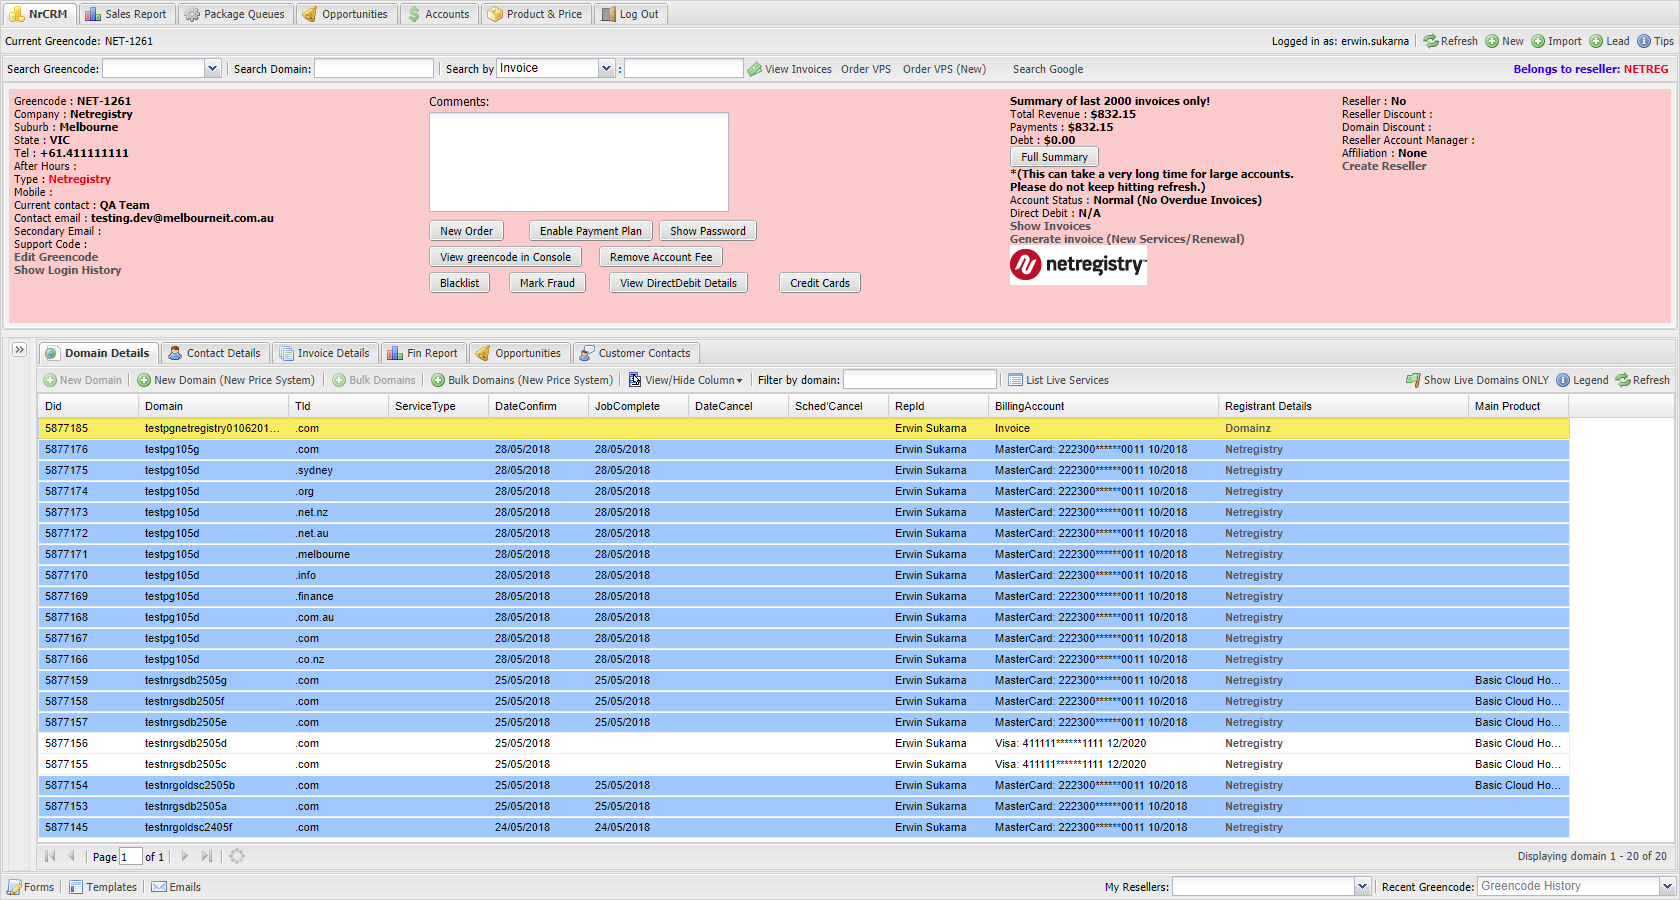 NrCRM Sales Report Package Queues Opportunities Accounts Product & Price Log Out
Current Greencode: NET-1261 Logged in as: erwin.sukarna Refresh New Import Lead Tips
Search Greencode: Search Domain: Search by Invoice : View Invoices Order VPS Order VPS (New) Search Google Belongs to reseller: NETREG
Greencode : NET-1261
Company : Netregistry
Suburb : Melbourne
State : VIC
Tel : +61.411111111
After Hours :
Type : Netregistry
Mobile :
Current contact : QA Team
Contact email : testing.dev@melbourneit.com.au
Secondary Email :
Support Code :
Edit Greencode
Show Login History
Comments:
New Order Enable Payment Plan Show Password
View greencode in Console Remove Account Fee
Blacklist Mark Fraud View DirectDebit Details Credit Cards
Summary of last 2000 invoices only!
Total Revenue : $832.15
Payments : $832.15
Debt : $0.00
Full Summary
*(This can take a very long time for large accounts.
Please do not keep hitting refresh.)
Account Status : Normal (No Overdue Invoices)
Direct Debit : N/A
Show Invoices
Generate invoice (New Services/Renewal)
netregistry
Reseller : No
Reseller Discount :
Domain Discount :
Reseller Account Manager :
Affiliation : None
Create Reseller
Domain Details Contact Details Invoice Details Fin Report Opportunities Customer Contacts
New Domain New Domain (New Price System) Bulk Domains Bulk Domains (New Price System) View/Hide Column Filter by domain: List Live Services Show Live Domains ONLY Legend Refresh
Did Domain Tld ServiceType DateConfirm JobComplete DateCancel Sched'Cancel RepId BillingAccount Registrant Details Main Product
5877185 testpgnetregistry0106201... .com Erwin Sukarna Invoice Domainz
5877176 testpg105g .com 28/05/2018 28/05/2018 Erwin Sukarna MasterCard: 222300******0011 10/2018 Netregistry
5877175 testpg105d .sydney 28/05/2018 28/05/2018 Erwin Sukarna MasterCard: 222300******0011 10/2018 Netregistry
5877174 testpg105d .org 28/05/2018 28/05/2018 Erwin Sukarna MasterCard: 222300******0011 10/2018 Netregistry
5877173 testpg105d .net.nz 28/05/2018 28/05/2018 Erwin Sukarna MasterCard: 222300******0011 10/2018 Netregistry
5877172 testpg105d .net.au 28/05/2018 28/05/2018 Erwin Sukarna MasterCard: 222300******0011 10/2018 Netregistry
5877171 testpg105d .melbourne 28/05/2018 28/05/2018 Erwin Sukarna MasterCard: 222300******0011 10/2018 Netregistry
5877170 testpg105d .info 28/05/2018 28/05/2018 Erwin Sukarna MasterCard: 222300******0011 10/2018 Netregistry
5877169 testpg105d .finance 28/05/2018 28/05/2018 Erwin Sukarna MasterCard: 222300******0011 10/2018 Netregistry
5877168 testpg105d .com.au 28/05/2018 28/05/2018 Erwin Sukarna MasterCard: 222300******0011 10/2018 Netregistry
5877167 testpg105d .com 28/05/2018 28/05/2018 Erwin Sukarna MasterCard: 222300******0011 10/2018 Netregistry
5877166 testpg105d .co.nz 28/05/2018 28/05/2018 Erwin Sukarna MasterCard: 222300******0011 10/2018 Netregistry
5877159 testnrgsdb2505g .com 25/05/2018 25/05/2018 Erwin Sukarna MasterCard: 222300******0011 10/2018 Netregistry Basic Cloud Ho...
5877158 testnrgsdb2505f .com 25/05/2018 25/05/2018 Erwin Sukarna MasterCard: 222300******0011 10/2018 Netregistry Basic Cloud Ho...
5877157 testnrgsdb2505e .com 25/05/2018 25/05/2018 Erwin Sukarna MasterCard: 222300******0011 10/2018 Netregistry Basic Cloud Ho...
5877156 testnrgsdb2505d .com 25/05/2018 Erwin Sukarna Visa: 411111******1111 12/2020 Netregistry Basic Cloud Ho...
5877155 testnrgsdb2505c .com 25/05/2018 Erwin Sukarna Visa: 411111******1111 12/2020 Netregistry Basic Cloud Ho...
5877154 testnrgoldsc2505b .com 25/05/2018 25/05/2018 Erwin Sukarna MasterCard: 222300******0011 10/2018 Netregistry Basic Cloud Ho...
5877153 testnrgsdb2505a .com 25/05/2018 25/05/2018 Erwin Sukarna MasterCard: 222300******0011 10/2018 Netregistry
5877145 testnrgoldsc2405f .com 24/05/2018 24/05/2018 Erwin Sukarna MasterCard: 222300******0011 10/2018 Netregistry
Page 1 of 1 Displaying domain 1 - 20 of 20
Forms Templates Emails My Resellers: Recent Greencode: Greencode History